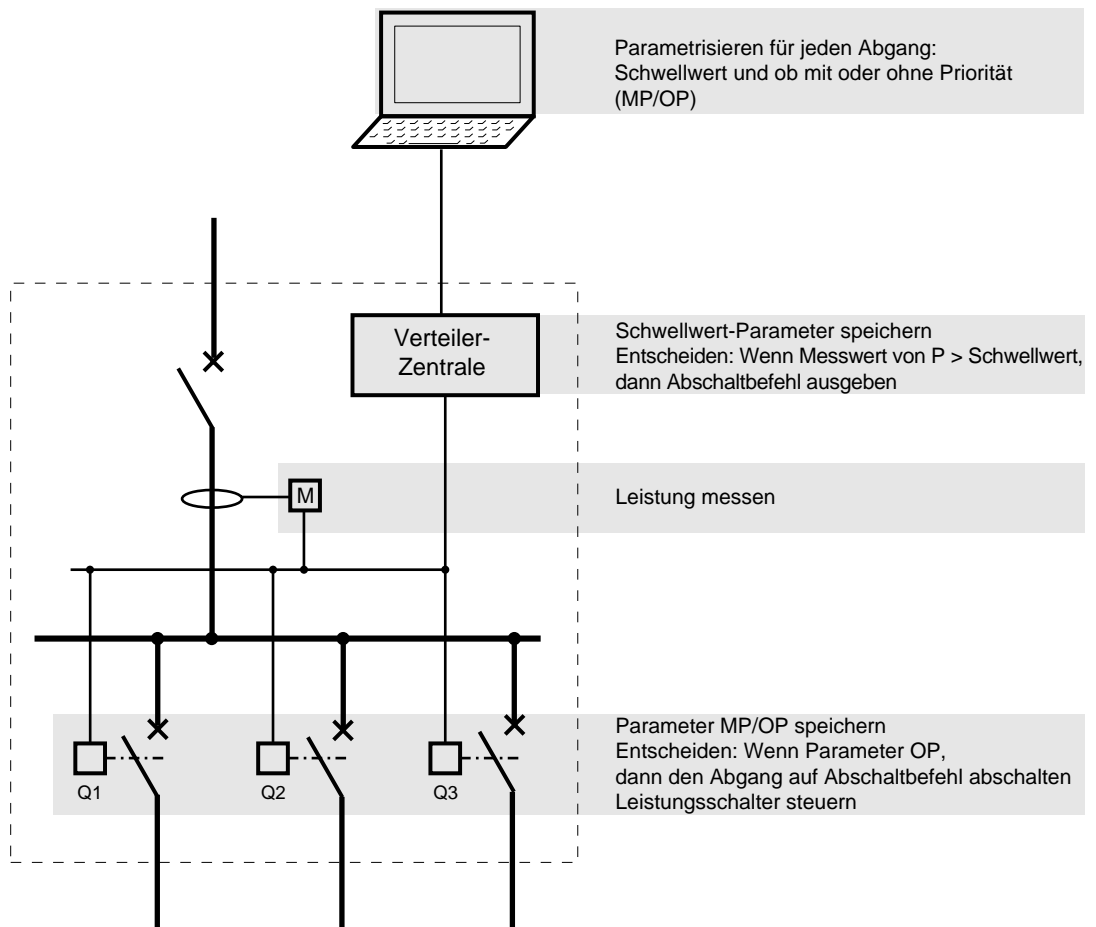 Parametrisieren für jeden Abgang:
Schwellwert und ob mit oder ohne Priorität
(MP/OP)
Verteiler-
Zentrale
Schwellwert-Parameter speichern
Entscheiden: Wenn Messwert von P > Schwellwert,
dann Abschaltbefehl ausgeben
M
Leistung messen
Parameter MP/OP speichern
Entscheiden: Wenn Parameter OP,
dann den Abgang auf Abschaltbefehl abschalten
Leistungsschalter steuern
Q1
Q2
Q3